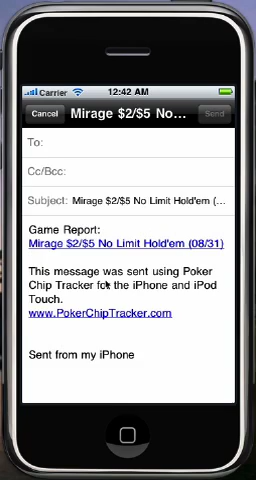 Carrier 12:42 AM
Cancel Mirage $2/$5 No... Send
To:
Cc/Bcc:
Subject: Mirage $2/$5 No Limit Hold'em (...
Game Report:
Mirage $2/$5 No Limit Hold'em (08/31)
This message was sent using Poker
Chip Tracker for the iPhone and iPod
Touch.
www.PokerChipTracker.com
Sent from my iPhone